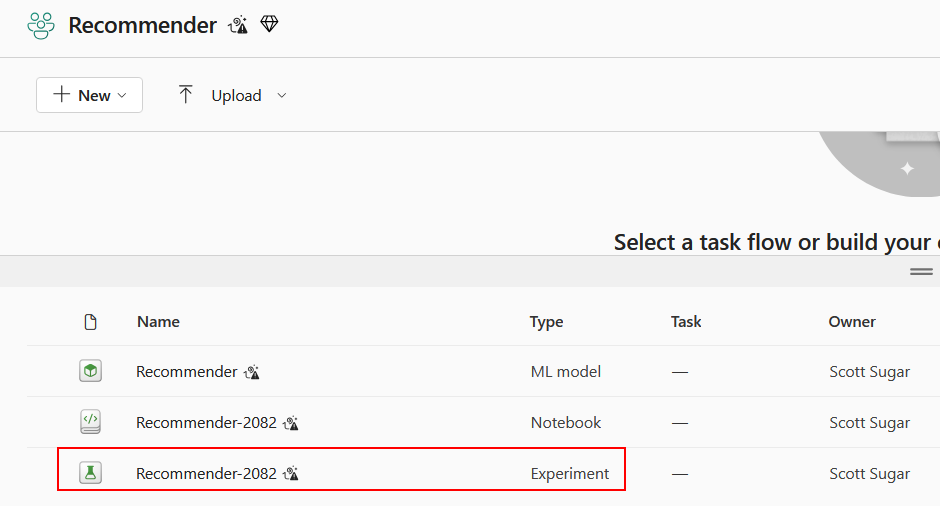 Recommender
New
Upload
Select a task flow or build your
Name Type Task Owner
Recommender ML model — Scott Sugar
Recommender-2082 Notebook — Scott Sugar
Recommender-2082 Experiment — Scott Sugar